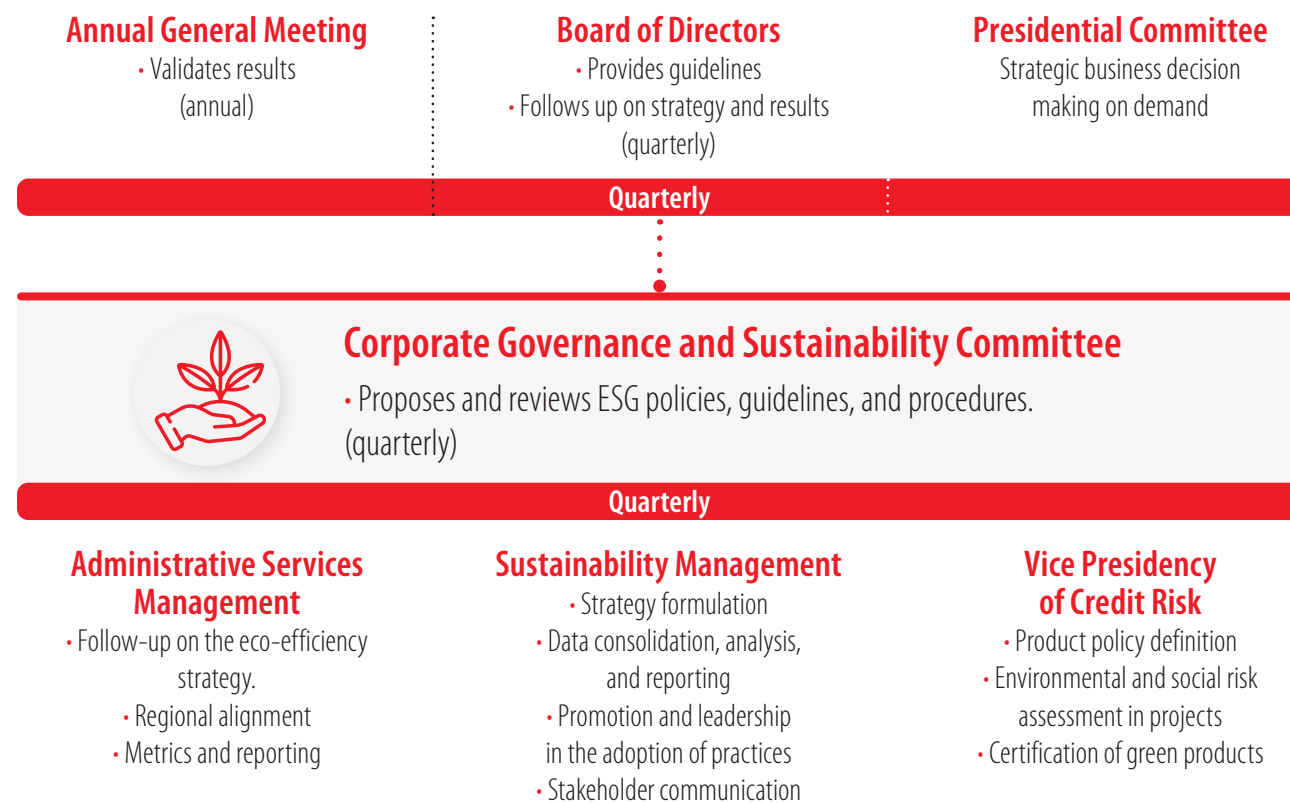 Annual General Meeting
• Validates results
(annual)
Board of Directors
• Provides guidelines
• Follows up on strategy and results
(quarterly)
Presidential Committee
Strategic business decision
making on demand
Quarterly
Corporate Governance and Sustainability Committee
• Proposes and reviews ESG policies, guidelines, and procedures.
(quarterly)
Quarterly
Administrative Services
Management
• Follow-up on the eco-efficiency
strategy.
• Regional alignment
• Metrics and reporting
Sustainability Management
• Strategy formulation
• Data consolidation, analysis,
and reporting
• Promotion and leadership
in the adoption of practices
• Stakeholder communication
Vice Presidency
of Credit Risk
• Product policy definition
• Environmental and social risk
assessment in projects
• Certification of green products